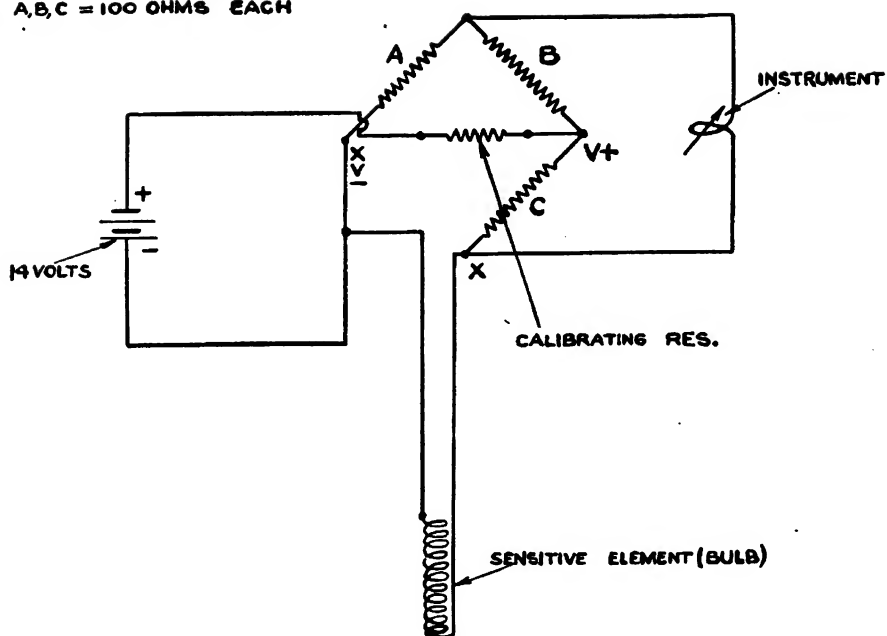 A,B,C = 100 OHMS EACH
A
B
INSTRUMENT
X
V
-
V+
+
-
14 VOLTS
C
X
CALIBRATING RES.
SENSITIVE ELEMENT (BULB)